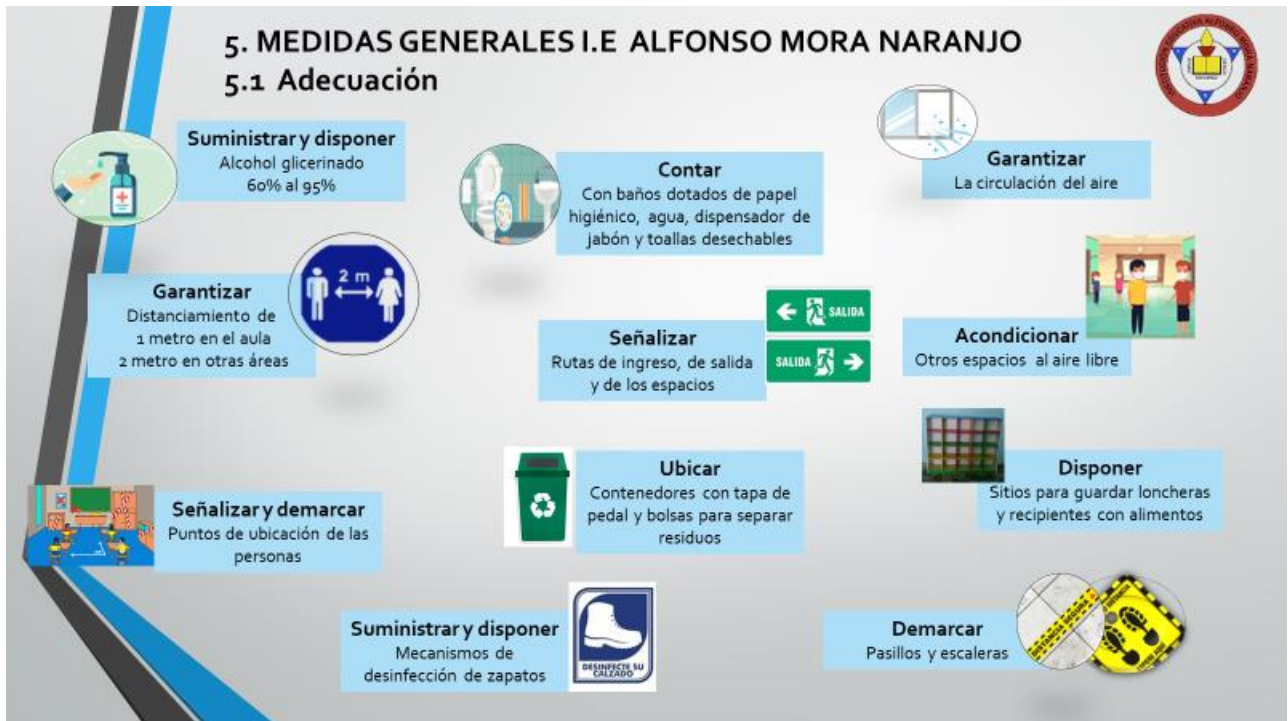 5. MEDIDAS GENERALES I.E ALFONSO MORA NARANJO
5.1 Adecuación
INSTITUCIÓN EDUCATIVA ALFONSO MORA NARANJO
Suministrar y disponer
Alcohol glicerinado
60% al 95%
Contar
Con baños dotados de papel
higiénico, agua, dispensador de
jabón y toallas desechables
Garantizar
La circulación del aire
Garantizar
Distanciamiento de
1 metro en el aula
2 metro en otras áreas
2 m
Señalizar
Rutas de ingreso, de salida
y de los espacios
SALIDA
SALIDA
Acondicionar
Otros espacios al aire libre
Señalizar y demarcar
Puntos de ubicación de las
personas
Ubicar
Contenedores con tapa de
pedal y bolsas para separar
residuos
Disponer
Sitios para guardar loncheras
y recipientes con alimentos
Suministrar y disponer
Mecanismos de
desinfección de zapatos
DESINFECTE SU
CALZADO
Demarcar
Pasillos y escaleras